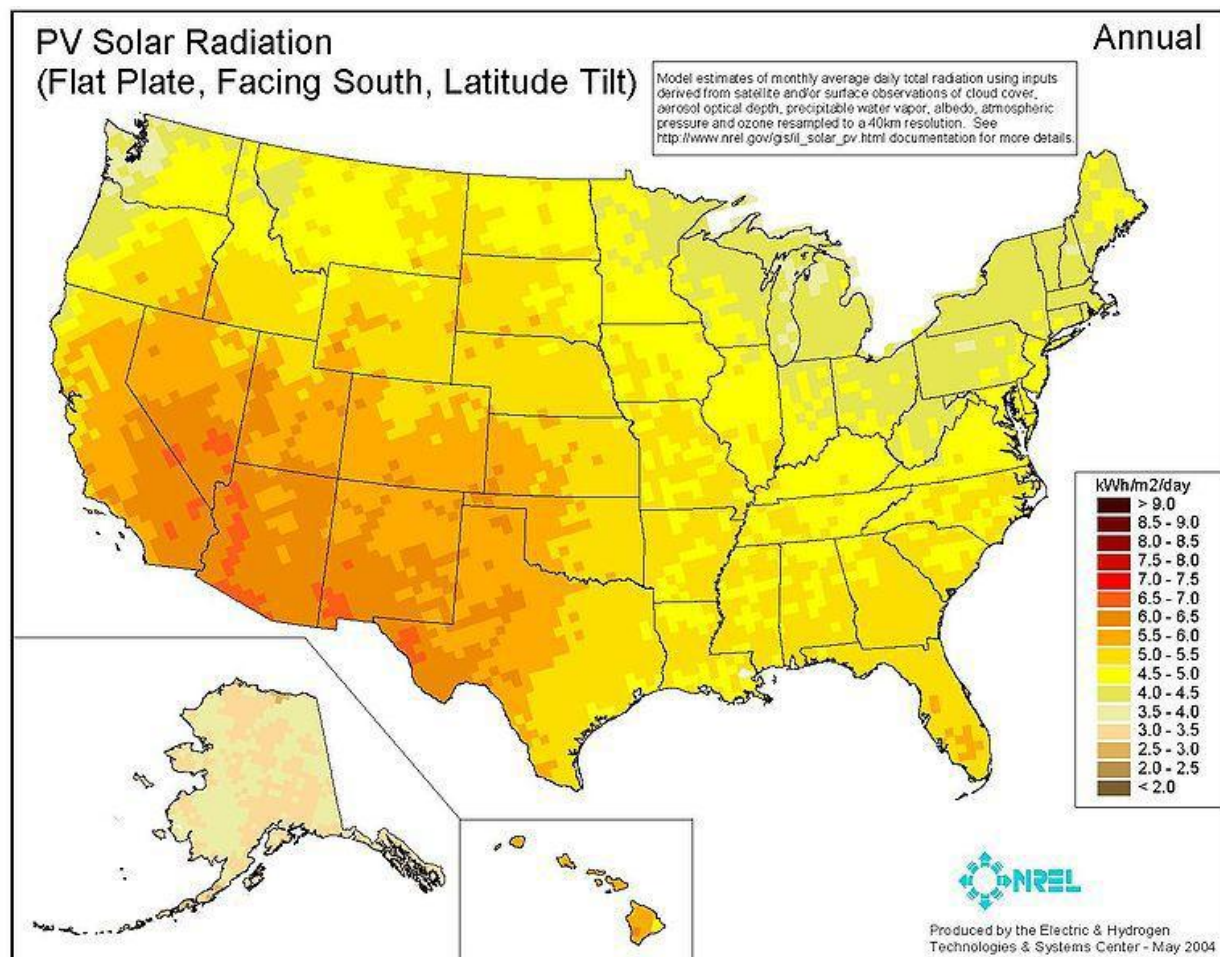 PV Solar Radiation
(Flat Plate, Facing South, Latitude Tilt)
Annual
Model estimates of monthly average daily total radiation using inputs
derived from satellite and/or surface observations of cloud cover,
aerosol optical depth, precipitable water vapor, albedo, atmospheric
pressure and ozone resampled to a 40km resolution. See
http://www.nrel.gov/gis/il_solar_pv.html documentation for more details.
kWh/m2/day
> 9.0
8.5 - 9.0
8.0 - 8.5
7.5 - 8.0
7.0 - 7.5
6.5 - 7.0
6.0 - 6.5
5.5 - 6.0
5.0 - 5.5
4.5 - 5.0
4.0 - 4.5
3.5 - 4.0
3.0 - 3.5
2.5 - 3.0
2.0 - 2.5
< 2.0
NREL
Produced by the Electric & Hydrogen
Technologies & Systems Center - May 2004